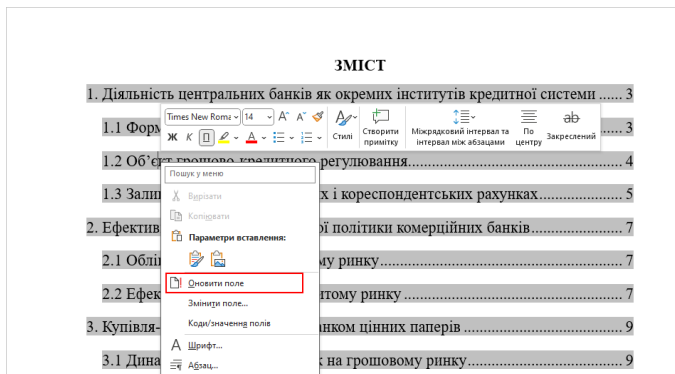 ЗМІСТ
1. Діяльність центральних банків як окремих інститутів кредитної системи ...... 3
Times New Roma 14
Ж К
Стилі
Створити примітку
Міжрядковий інтервал та інтервал між абзацами
По центру
Закреслений
1.1 Форм ... 3
1.2 Об’єкт грошово-кредитного регулювання........................................................ 4
Пошук у меню
Вирізати
1.3 Зали х і кореспондентських рахунках..................... 5
Копіювати
2. Ефектив ої політики комерційних банків....................... 7
Параметри вставлення:
2.1 Облі му ринку............................................................... 7
Оновити поле
2.2 Ефек итому ринку......................................................... 7
Змінити поле...
3. Купівля- анком цінних паперів ........................................ 9
Коди/значення полів
Шрифт...
3.1 Дина к на грошовому ринку....................................... 9
Абзац...